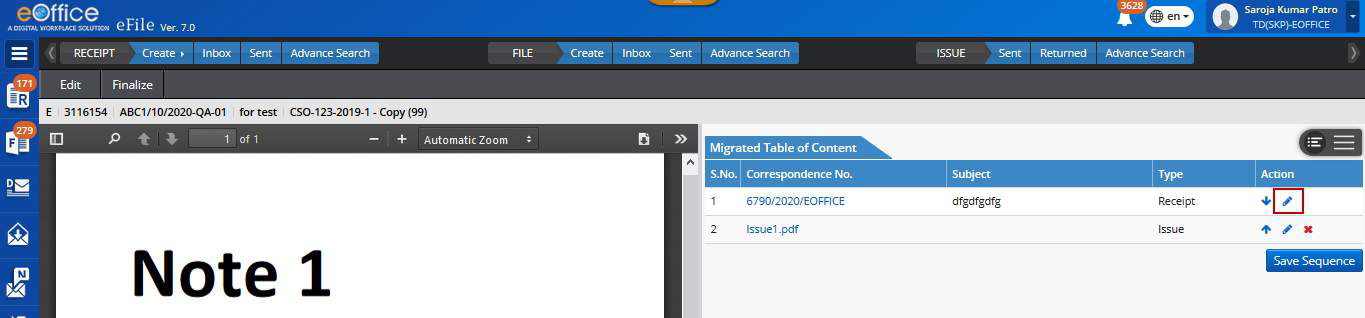 eOffice
A DIGITAL WORKPLACE SOLUTION eFile Ver. 7.0
3628
en
Saroja Kumar Patro
TD(SKP)-EOFFICE
RECEIPT Create Inbox Sent Advance Search FILE Create Inbox Sent Advance Search ISSUE Sent Returned Advance Search
171
R
Edit Finalize
E 3116154 ABC1/10/2020-QA-01 for test CSO-123-2019-1 - Copy (99)
279
F
1 of 1 Automatic Zoom
Migrated Table of Content
S.No. Correspondence No. Subject Type Action
1 6790/2020/EOFFICE dfgdfgdfg Receipt
2 Issue1.pdf Issue
Save Sequence
D
N
Note 1